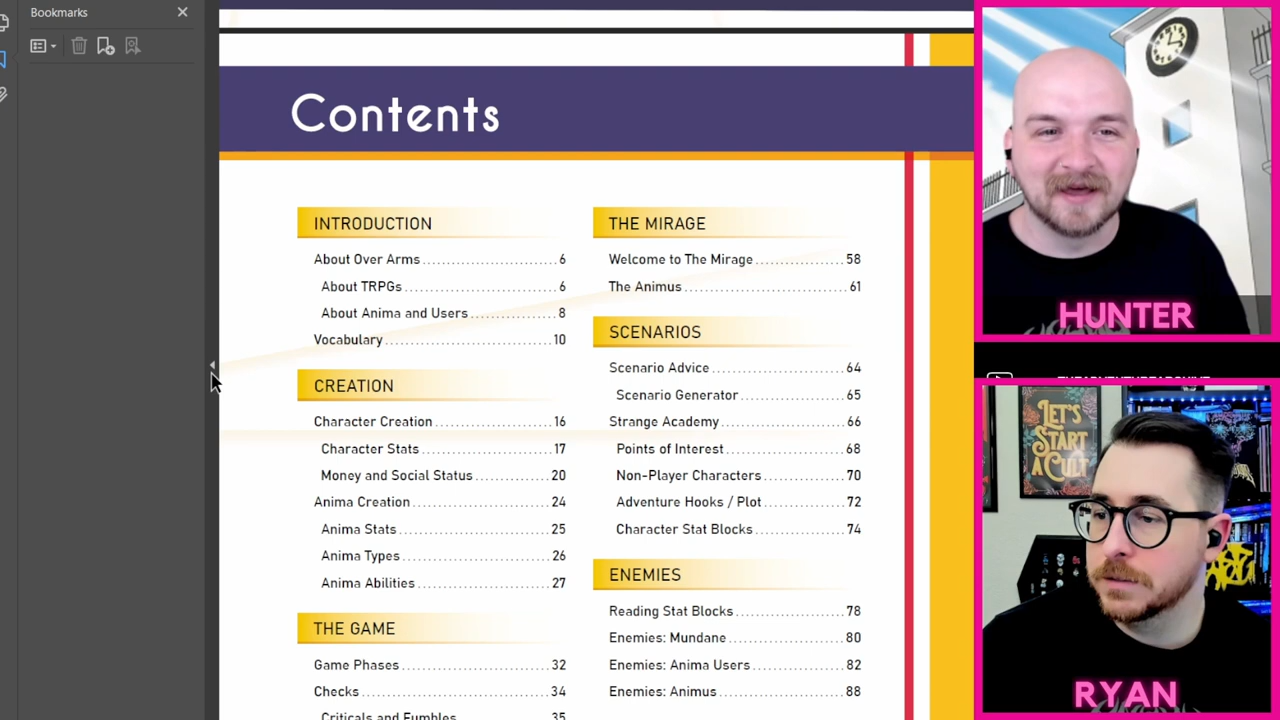 Bookmarks
Contents
INTRODUCTION
About Over Arms 6
About TRPGs 6
About Anima and Users 8
Vocabulary 10
CREATION
Character Creation 16
Character Stats 17
Money and Social Status 20
Anima Creation 24
Anima Stats 25
Anima Types 26
Anima Abilities 27
THE GAME
Game Phases 32
Checks 34
Criticals and Fumbles 35
THE MIRAGE
Welcome to The Mirage 58
The Animus 61
SCENARIOS
Scenario Advice 64
Scenario Generator 65
Strange Academy 66
Points of Interest 68
Non-Player Characters 70
Adventure Hooks / Plot 72
Character Stat Blocks 74
ENEMIES
Reading Stat Blocks 78
Enemies: Mundane 80
Enemies: Anima Users 82
Enemies: Animus 88
HUNTER
LET'S
START
A CULT
RYAN